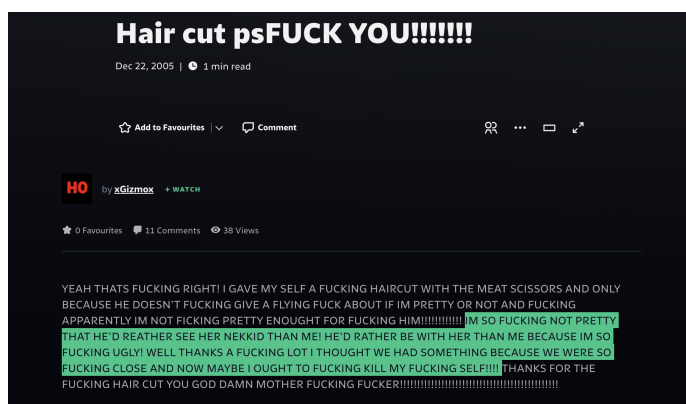 Hair cut psFUCK YOU!!!!!!!
Dec 22, 2005 | 1 min read
Add to Favourites Comment
HO by xGizmox + WATCH
0 Favourites 11 Comments 38 Views
YEAH THATS FUCKING RIGHT! I GAVE MY SELF A FUCKING HAIRCUT WITH THE MEAT SCISSORS AND ONLY
BECAUSE HE DOESN'T FUCKING GIVE A FLYING FUCK ABOUT IF IM PRETTY OR NOT AND FUCKING
APPARENTLY IM NOT FICKING PRETTY ENOUGHT FOR FUCKING HIM!!!!!!!!!!!! IM SO FUCKING NOT PRETTY
THAT HE'D REATHER SEE HER NEKKID THAN ME! HE'D RATHER BE WITH HER THAN ME BECAUSE IM SO
FUCKING UGLY! WELL THANKS A FUCKING LOT I THOUGHT WE HAD SOMETHING BECAUSE WE WERE SO
FUCKING CLOSE AND NOW MAYBE I OUGHT TO FUCKING KILL MY FUCKING SELF!!!! THANKS FOR THE
FUCKING HAIR CUT YOU GOD DAMN MOTHER FUCKING FUCKER!!!!!!!!!!!!!!!!!!!!!!!!!!!!!!!!!!!!!!!!!!!!!!